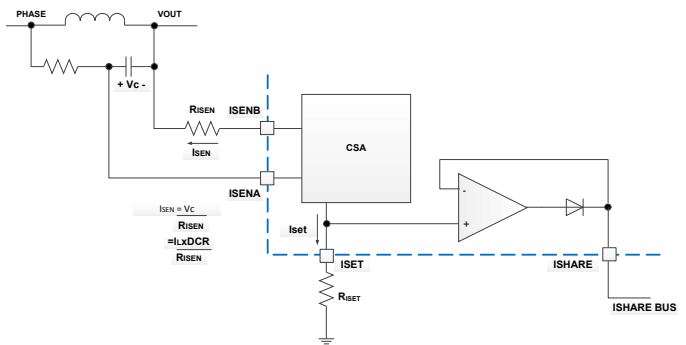 PHASE
VOUT
+ Vc -
RISEN
ISENB
ISEN
CSA
ISENA
-
+
ISEN = Vc
RISEN
=ILxDCR
RISEN
Iset
ISET
ISHARE
RISET
ISHARE BUS